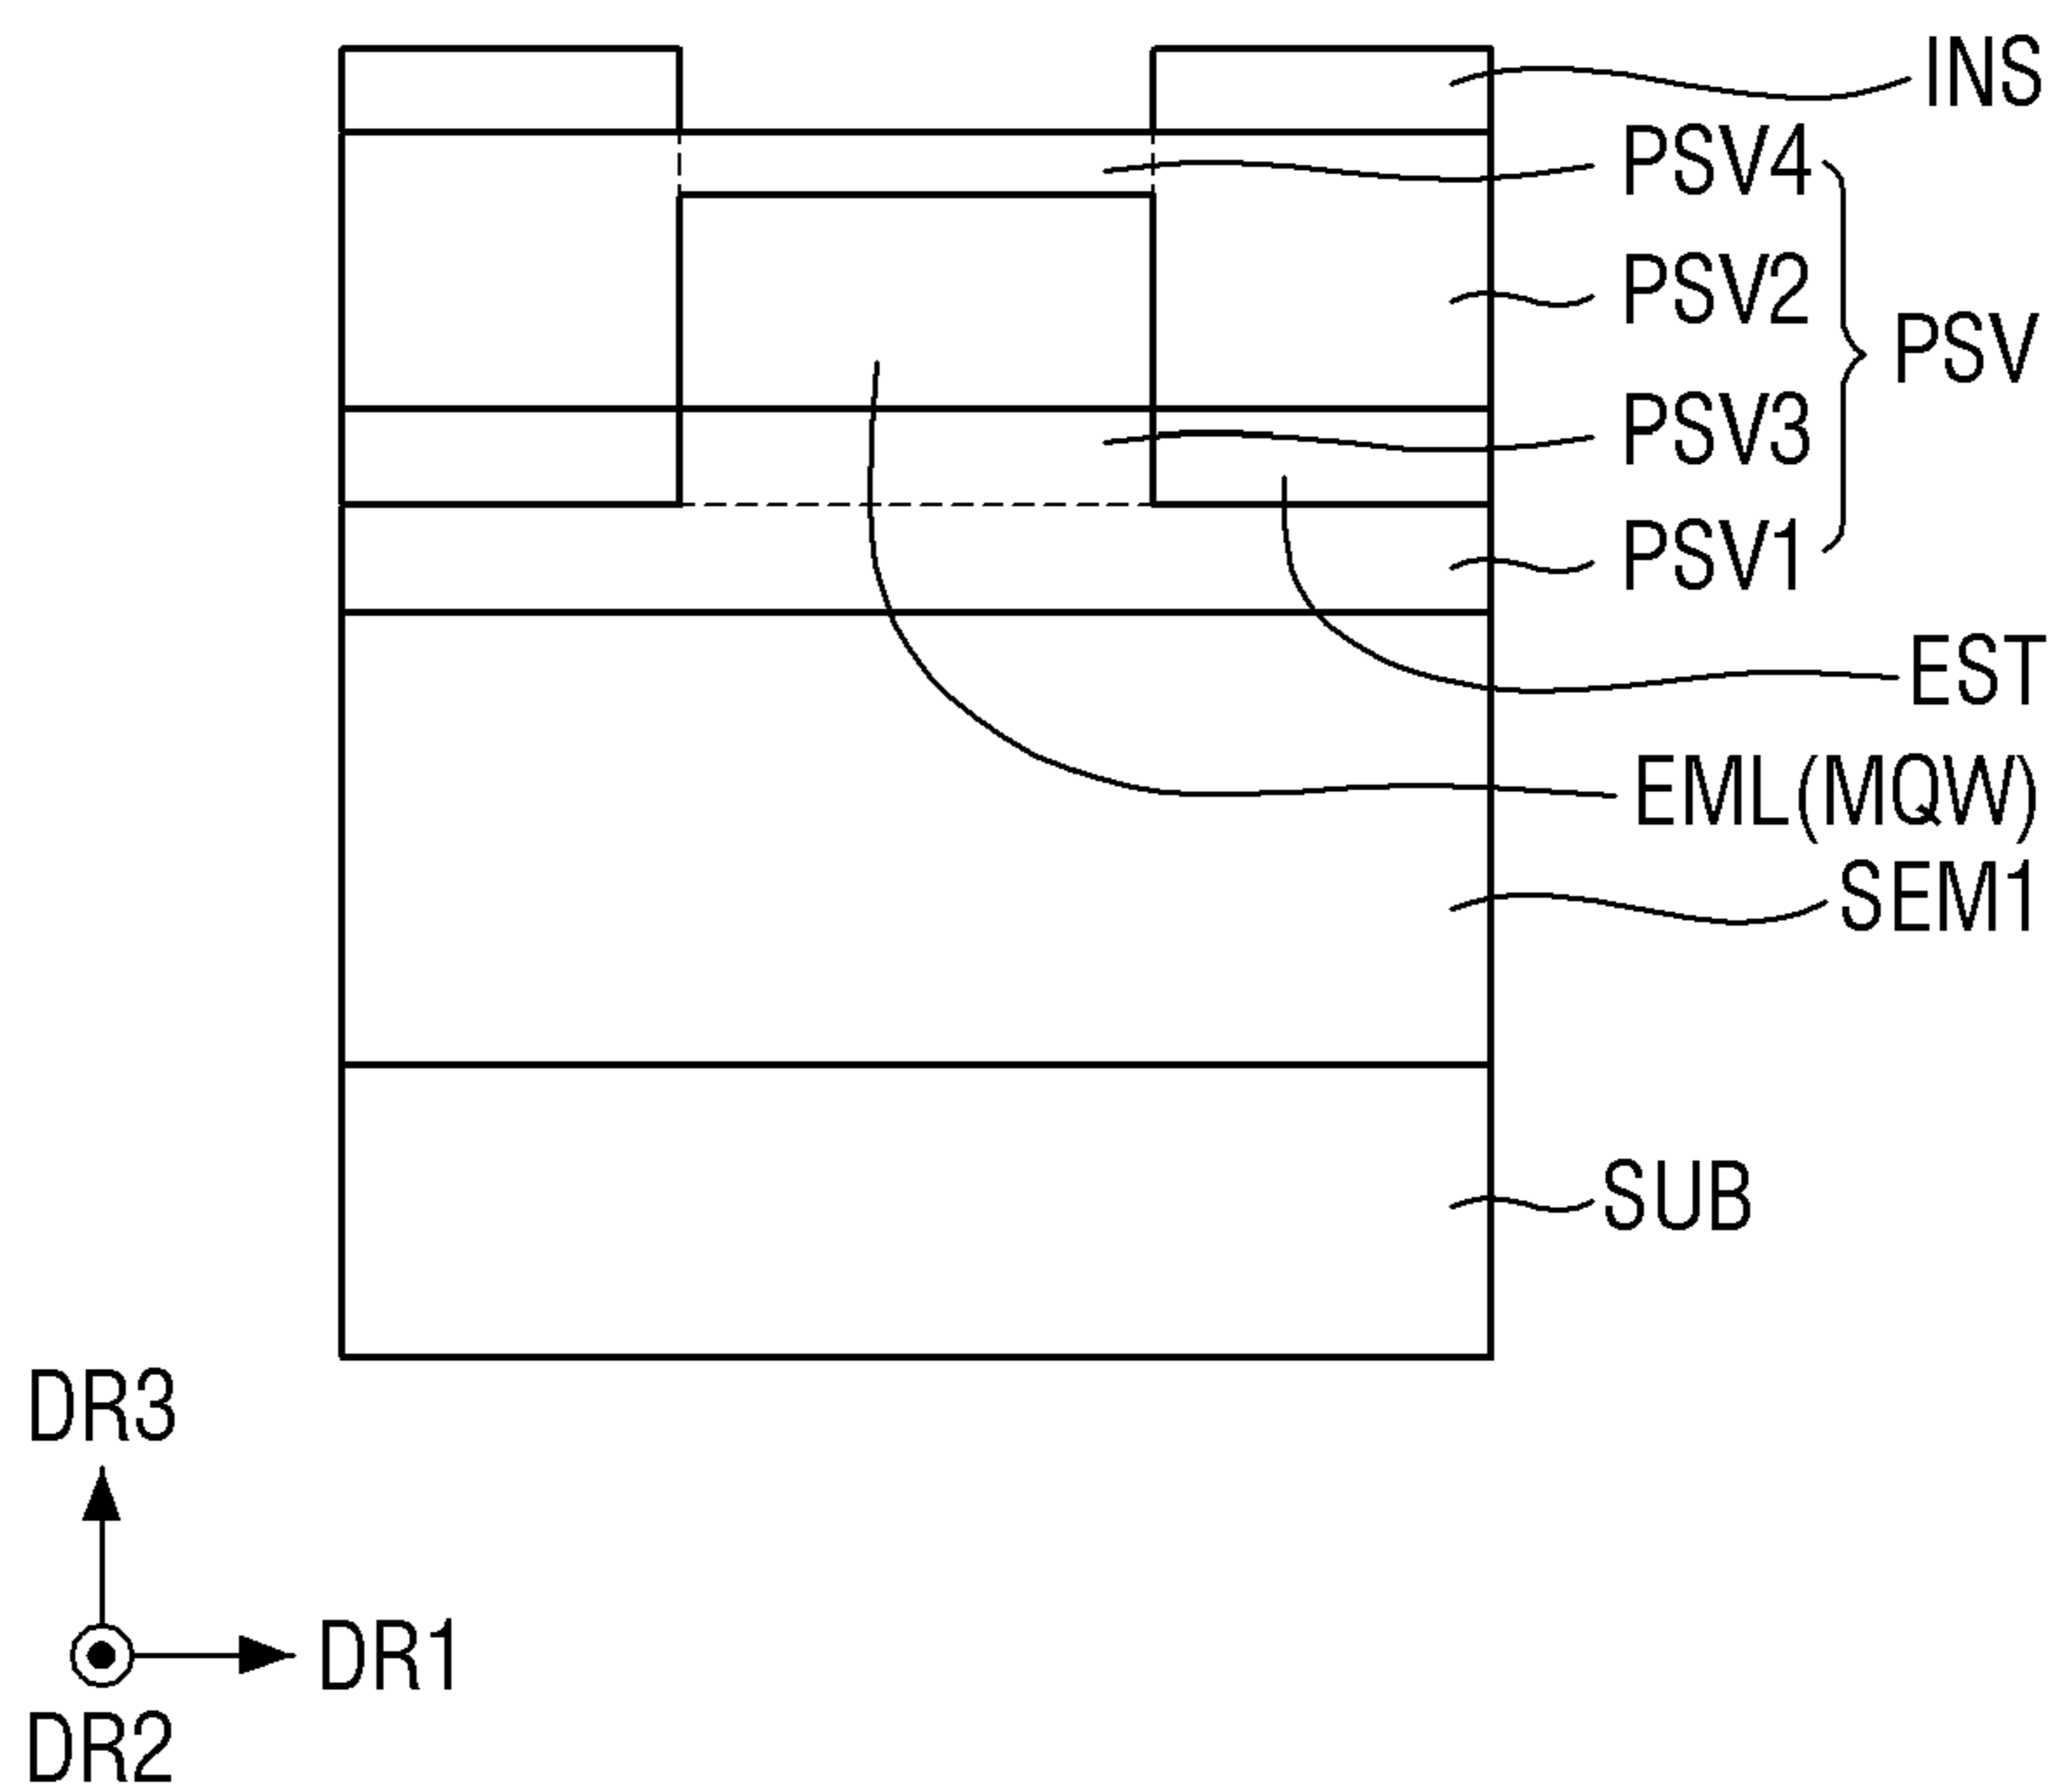 INS
PSV4
PSV2
PSV
PSV3
PSV1
EST
EML(MQW)
SEM1
SUB
DR3
DR1
DR2